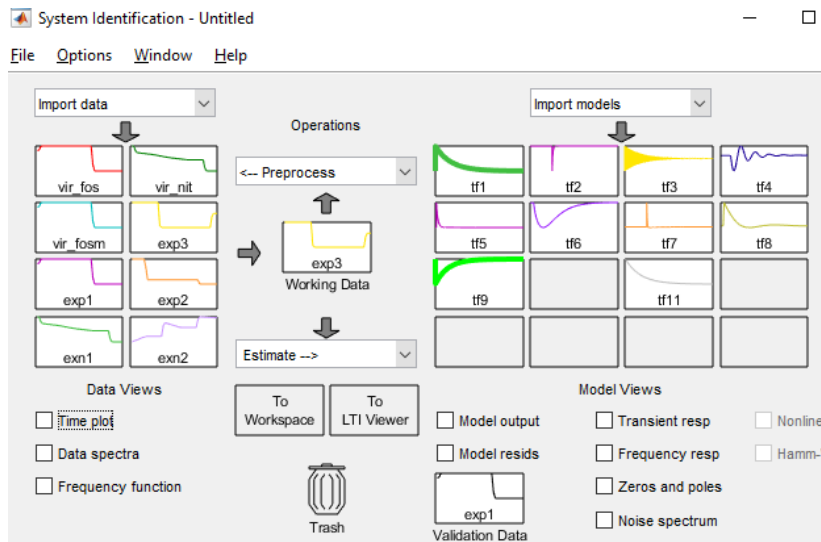 System Identification - Untitled
File Options Window Help
Import data
Operations
Import models
vir_fos
vir_nit
<-- Preprocess
tf1
tf2
tf3
tf4
vir_fosm
exp3
exp3
Working Data
tf5
tf6
tf7
tf8
exp1
exp2
tf9
tf11
exn1
exn2
Estimate -->
Data Views
Model Views
To Workspace
To LTI Viewer
Time plot
Data spectra
Frequency function
Trash
Model output
Transient resp
Nonline
Model resids
Frequency resp
Hamm-
Zeros and poles
Noise spectrum
exp1
Validation Data